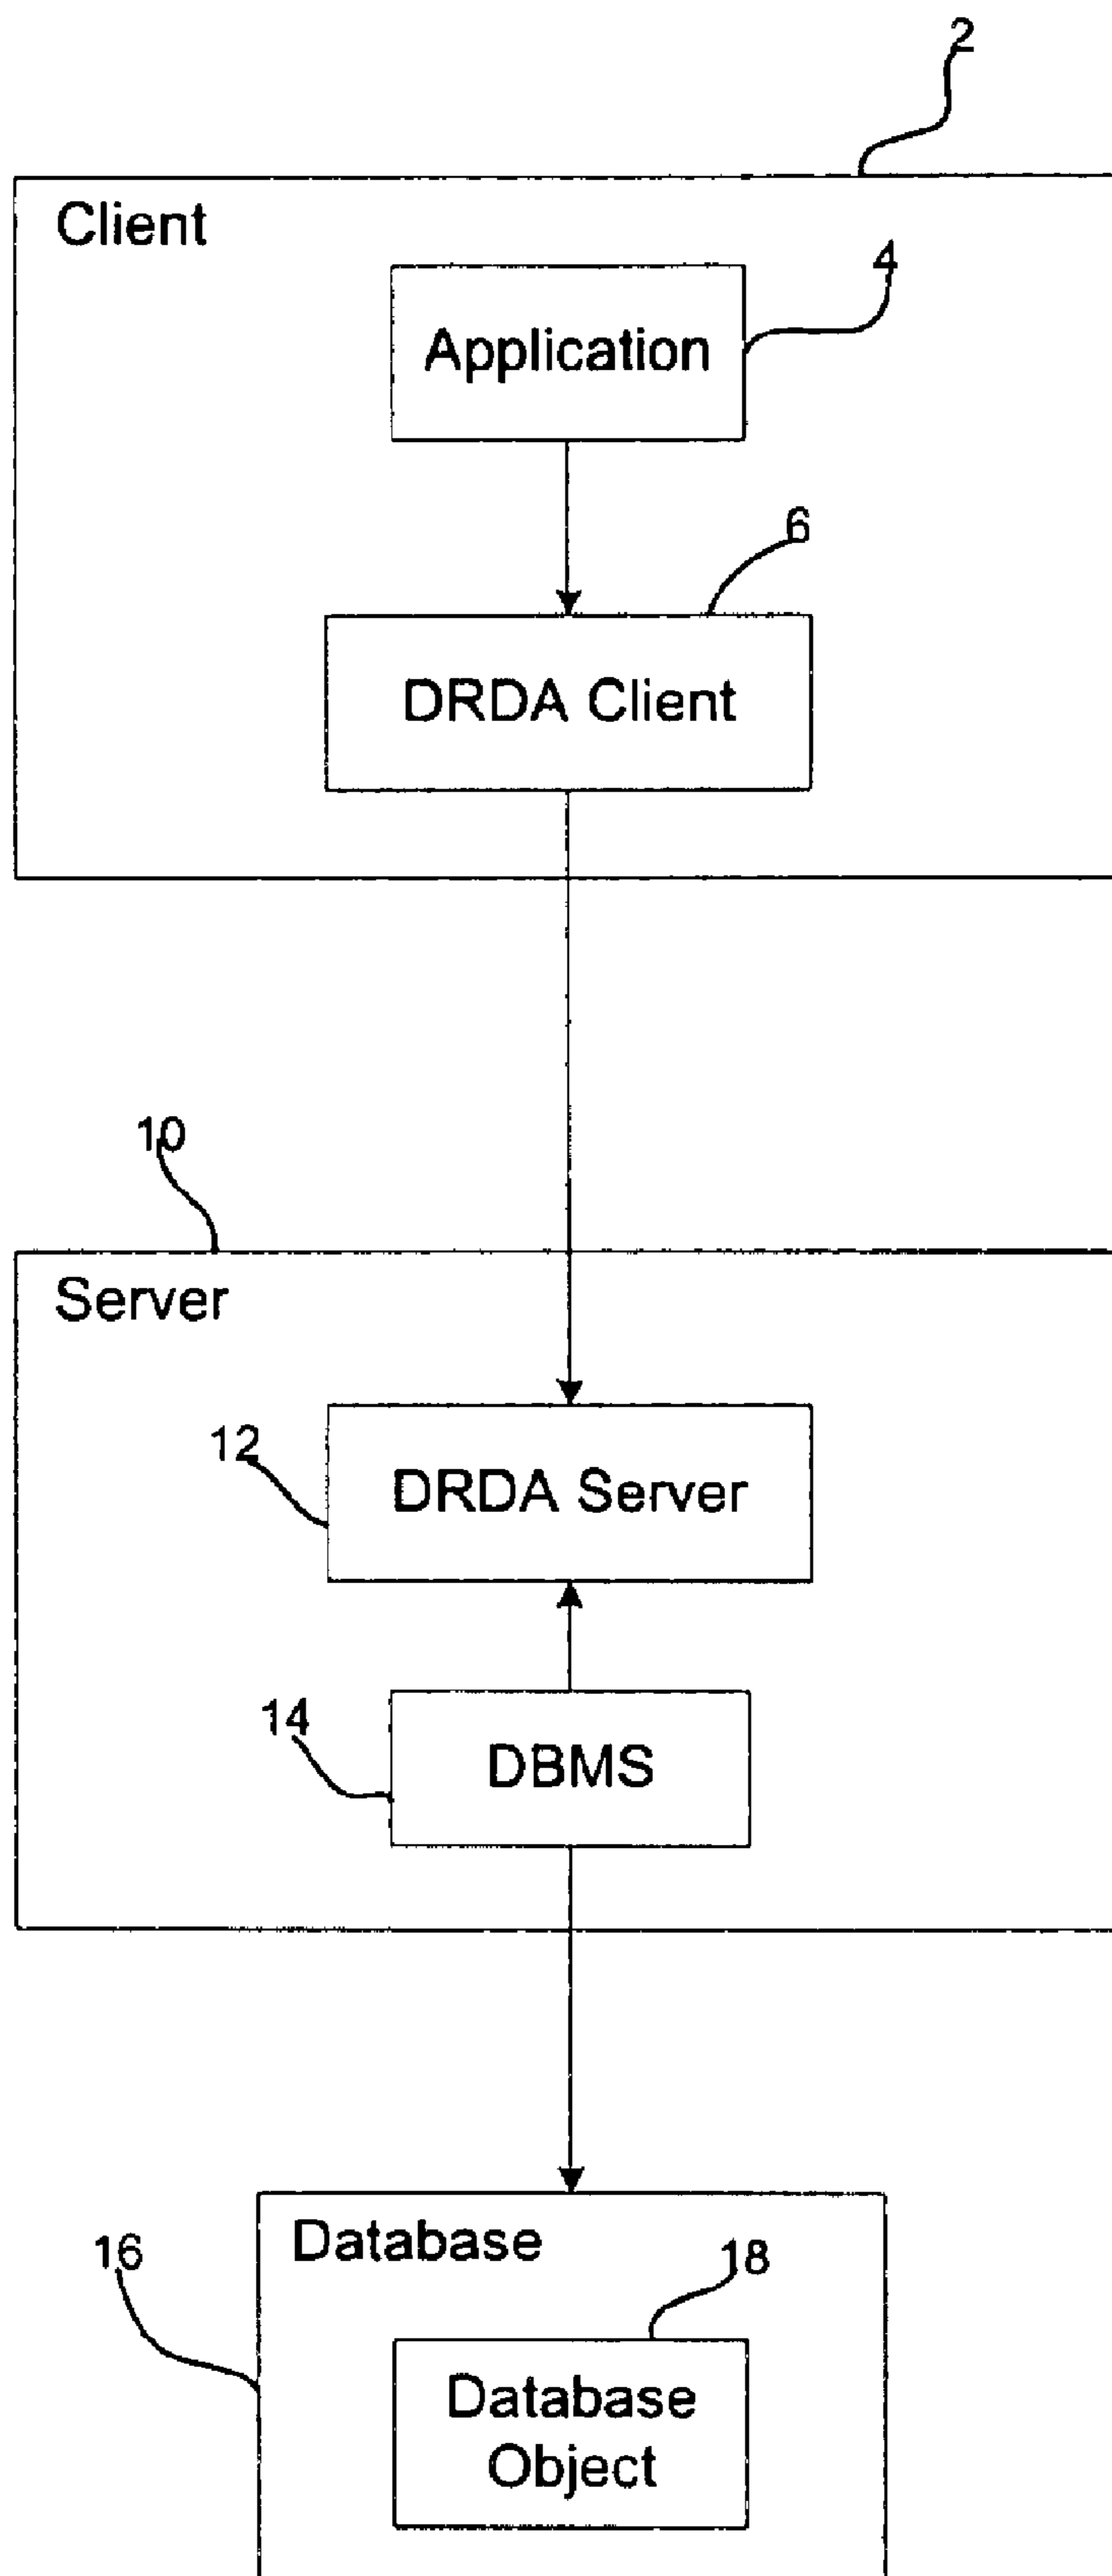 2
Client
4
Application
6
DRDA Client
10
Server
12
DRDA Server
14
DBMS
16
Database
18
Database
Object